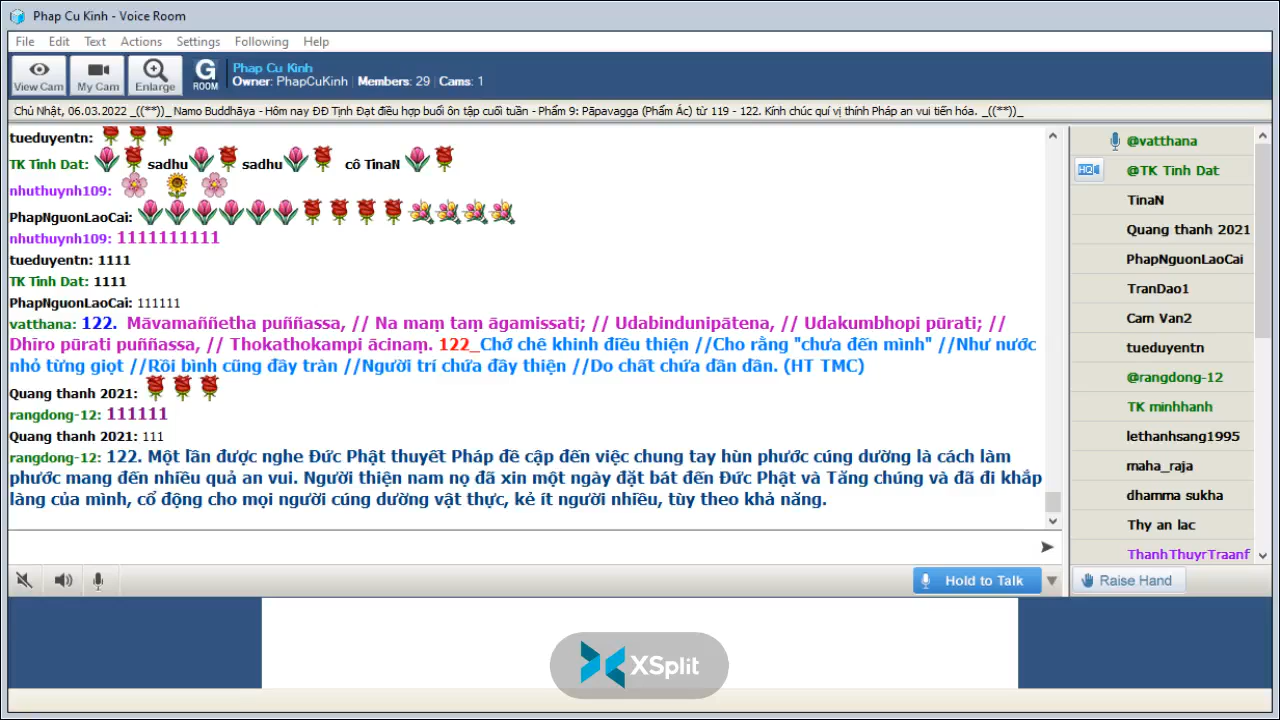 Phap Cu Kinh - Voice Room
File Edit Text Actions Settings Following Help
View Cam My Cam Enlarge G ROOM
Phap Cu Kinh
Owner: PhapCuKinh | Members: 29 | Cams: 1
Chủ Nhật, 06.03.2022 _((**))_ Namo Buddhāya - Hôm nay ĐĐ Tịnh Đạt điều hợp buổi ôn tập cuối tuần - Phẩm 9: Pāpavagga (Phẩm Ác) từ 119 - 122. Kính chúc quí vị thính Pháp an vui tiến hóa. _((**))_
tueduyentn:
TK Tinh Dat: sadhu sadhu cô TinaN
nhuthuynh109:
PhapNguonLaoCai:
nhuthuynh109: 1111111111
tueduyentn: 1111
TK Tinh Dat: 1111
PhapNguonLaoCai: 111111
vatthana: 122. Māvamaññetha puññassa, // Na maṃ taṃ āgamissati; // Udabindunipātena, // Udakumbhopi pūrati; //
Dhīro pūrati puññassa, // Thokathokampi ācinaṃ. 122_Chớ chê khinh điều thiện //Cho rằng "chưa đến mình" //Như nước
nhỏ từng giọt //Rồi bình cũng đầy tràn //Người trí chứa đầy thiện //Do chất chứa dần dần. (HT TMC)
Quang thanh 2021:
rangdong-12: 111111
Quang thanh 2021: 111
rangdong-12: 122. Một lần được nghe Đức Phật thuyết Pháp đề cập đến việc chung tay hùn phước cúng dường là cách làm
phước mang đến nhiều quả an vui. Người thiện nam nọ đã xin một ngày đặt bát đến Đức Phật và Tăng chúng và đã đi khắp
làng của mình, cổ động cho mọi người cúng dường vật thực, kẻ ít người nhiều, tùy theo khả năng.
@vatthana
@TK Tinh Dat
TinaN
Quang thanh 2021
PhapNguonLaoCai
TranDao1
Cam Van2
tueduyentn
@rangdong-12
TK minhhanh
lethanhsang1995
maha_raja
dhamma sukha
Thy an lac
ThanhThuyrTraanf
Hold to Talk
Raise Hand
XSplit